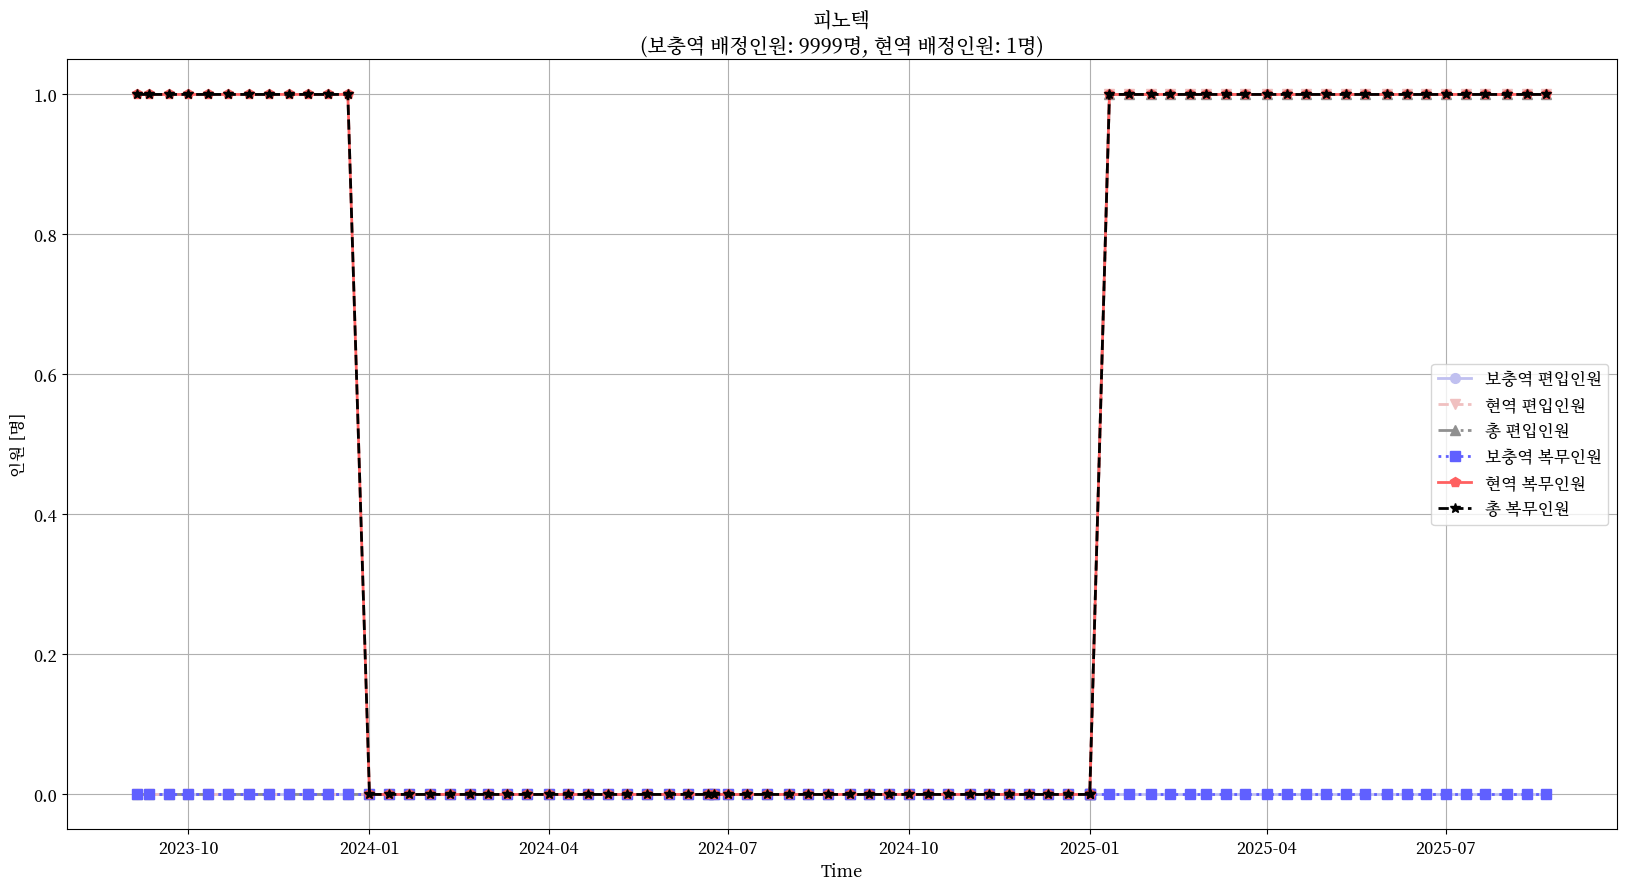 피노텍
(보충역 배정인원: 9999명, 현역 배정인원: 1명)
1.0
0.8
0.6
0.4
0.2
0.0
인원 [명]
보충역 편입인원
현역 편입인원
총 편입인원
보충역 복무인원
현역 복무인원
총 복무인원
2023-10
2024-01
2024-04
2024-07
2024-10
2025-01
2025-04
2025-07
Time